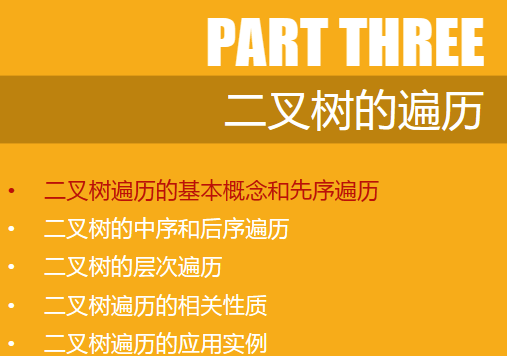 PART THREE
二叉树的遍历
• 二叉树遍历的基本概念和先序遍历
• 二叉树的中序和后序遍历
• 二叉树的层次遍历
• 二叉树遍历的相关性质
• 二叉树遍历的应用实例